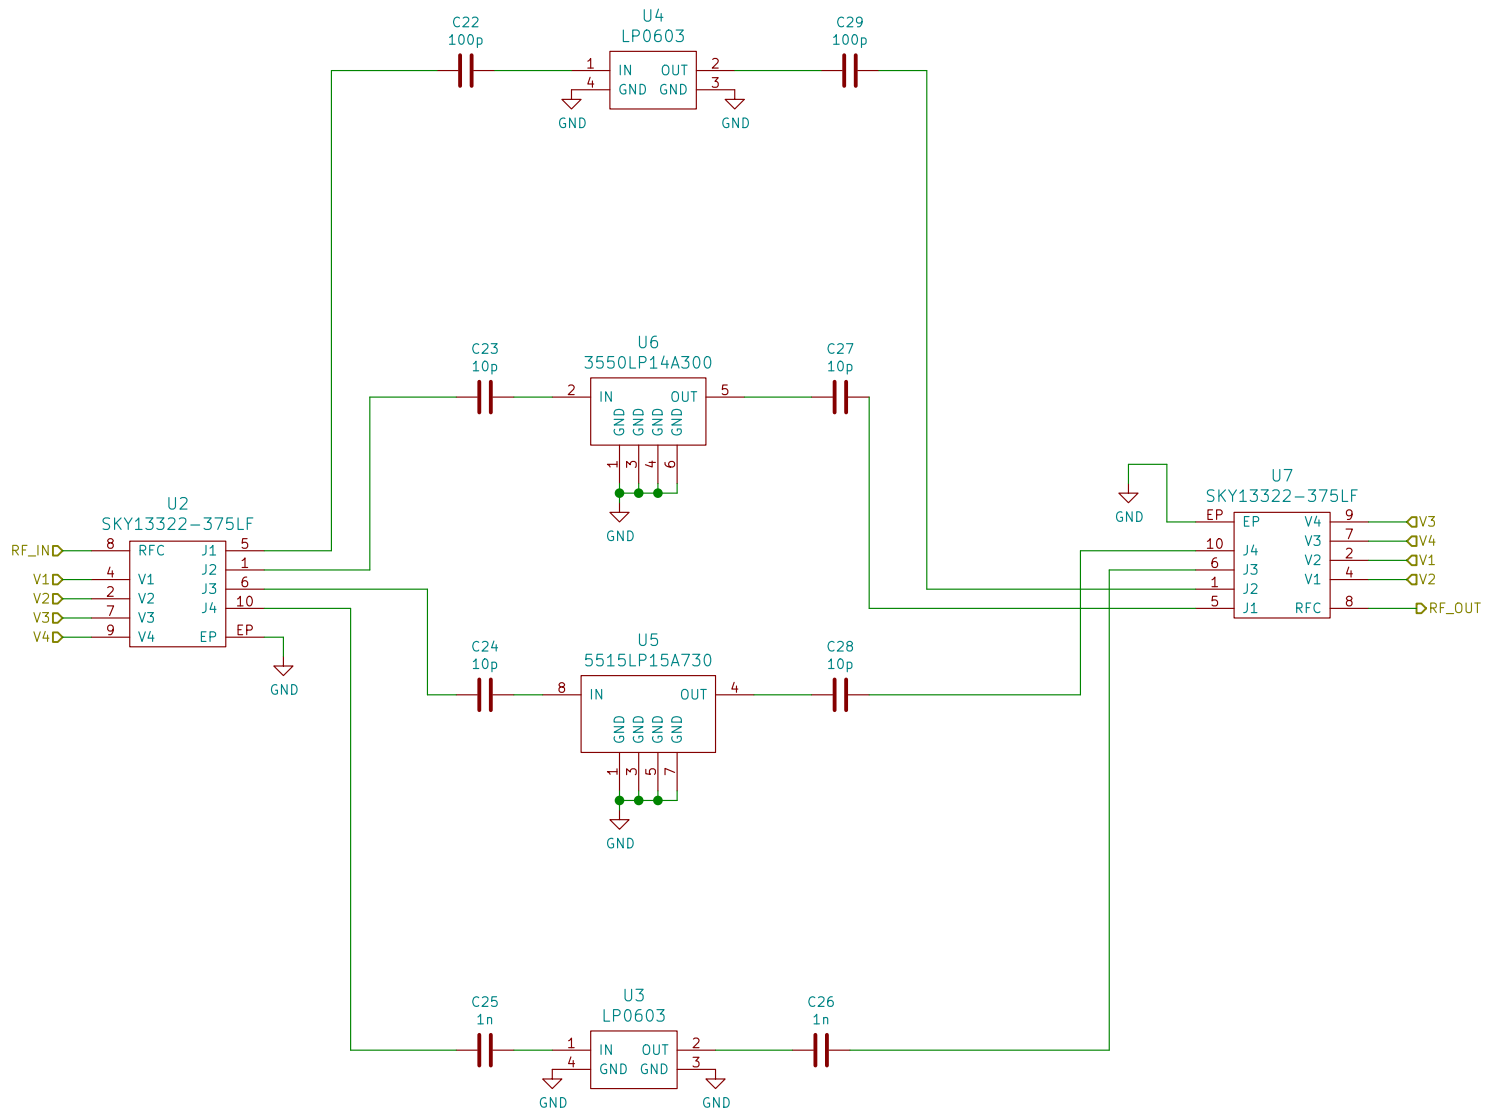 C22
100p
U4
LP0603
C29
100p
1
IN
OUT
2
4
GND
GND
3
GND
GND
C23
10p
U6
3550LP14A300
C27
10p
2
IN
OUT
5
GND
GND
GND
GND
1
3
4
6
GND
U2
SKY13322-375LF
RF_IN
8
RFC
J1
5
J2
1
V1
4
V1
J3
6
V2
2
V2
J4
10
V3
7
V3
V4
9
V4
EP
EP
GND
GND
U7
SKY13322-375LF
EP
EP
V4
9
V3
V3
7
V4
10
J4
V2
2
V1
6
J3
V1
4
V2
1
J2
5
J1
RFC
8
RF_OUT
C24
10p
U5
5515LP15A730
C28
10p
8
IN
OUT
4
GND
GND
GND
GND
1
3
5
7
GND
C25
1n
U3
LP0603
C26
1n
1
IN
OUT
2
4
GND
GND
3
GND
GND